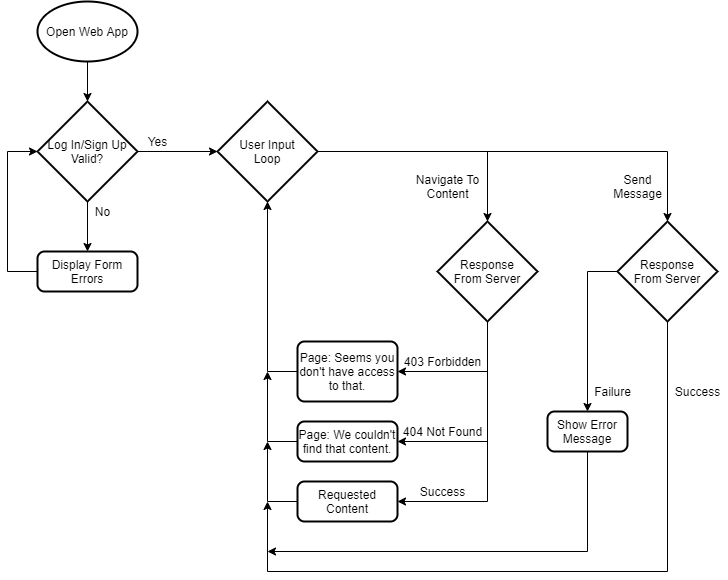 Open Web App
Log In/Sign Up
Valid?
Yes
No
Display Form
Errors
User Input
Loop
Navigate To
Content
Send
Message
Response
From Server
Response
From Server
Page: Seems you
don't have access
to that.
403 Forbidden
Page: We couldn't
find that content.
404 Not Found
Requested
Content
Success
Failure
Success
Show Error
Message